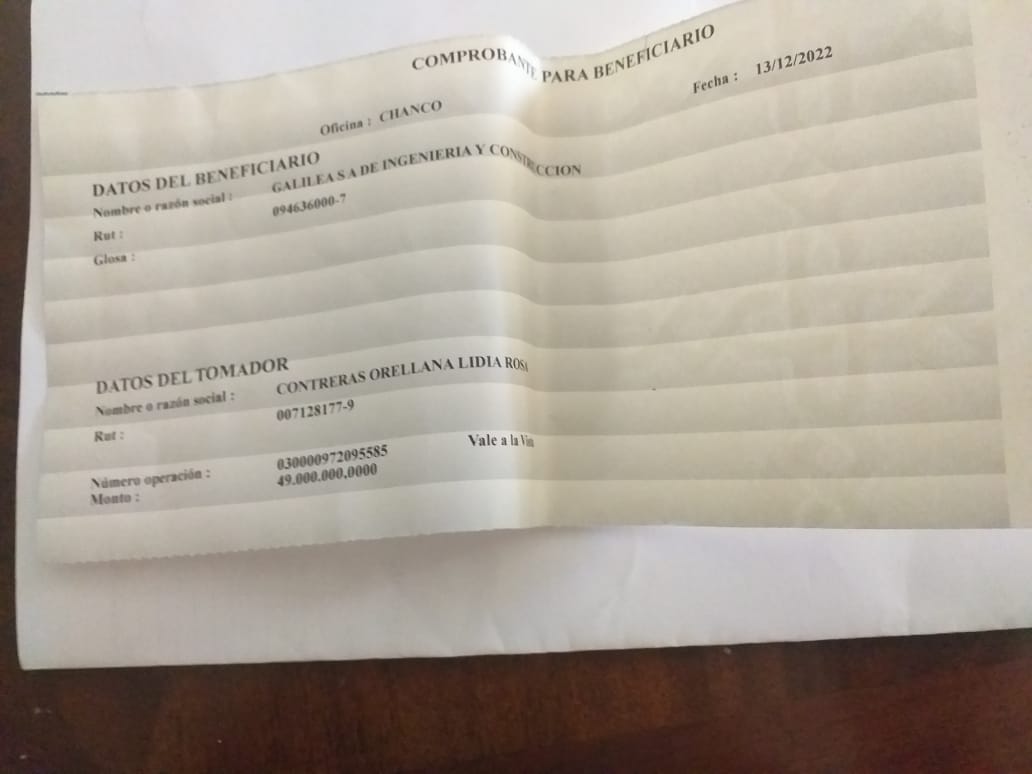 COMPROBANTE PARA BENEFICIARIO
Fecha : 13/12/2022
Oficina : CHANCO
DATOS DEL BENEFICIARIO
Nombre o razón social : GALILEA S A DE INGENIERIA Y CONSTRUCCION
Rut : 094636000-7
Glosa :
DATOS DEL TOMADOR
Nombre o razón social : CONTRERAS ORELLANA LIDIA ROSA
Rut : 007128177-9
Vale a la Vista
Número operación : 030000972095585
Monto : 49.000.000,0000